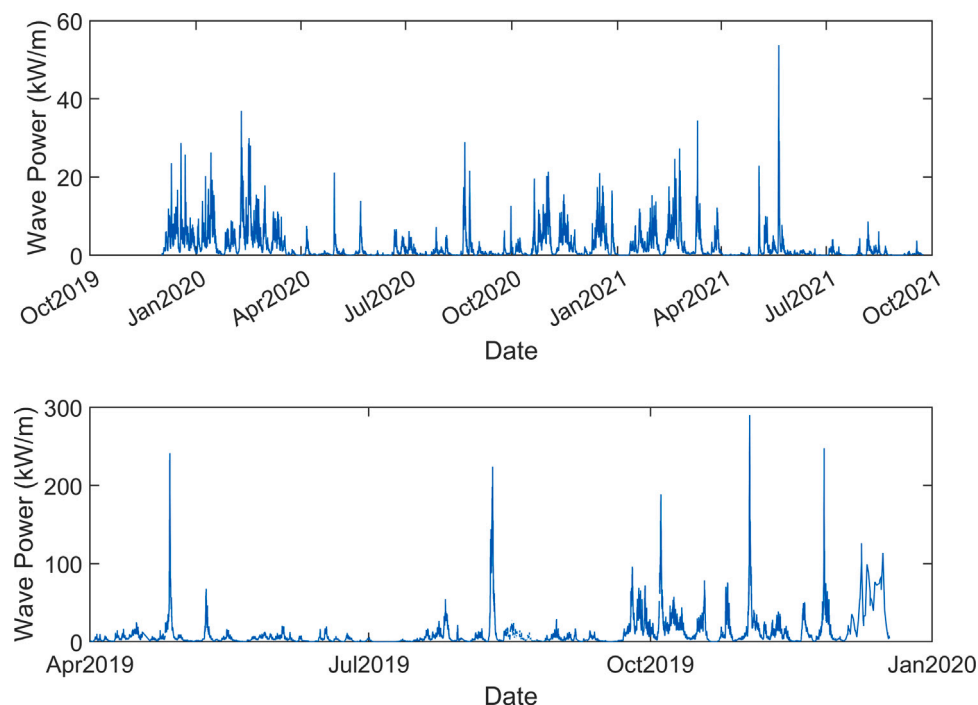 60
40
20
0
Wave Power (kW/m)
Oct2019
Jan2020
Apr2020
Jul2020
Oct2020
Jan2021
Apr2021
Jul2021
Oct2021
Date
300
200
100
0
Wave Power (kW/m)
Apr2019
Jul2019
Oct2019
Jan2020
Date